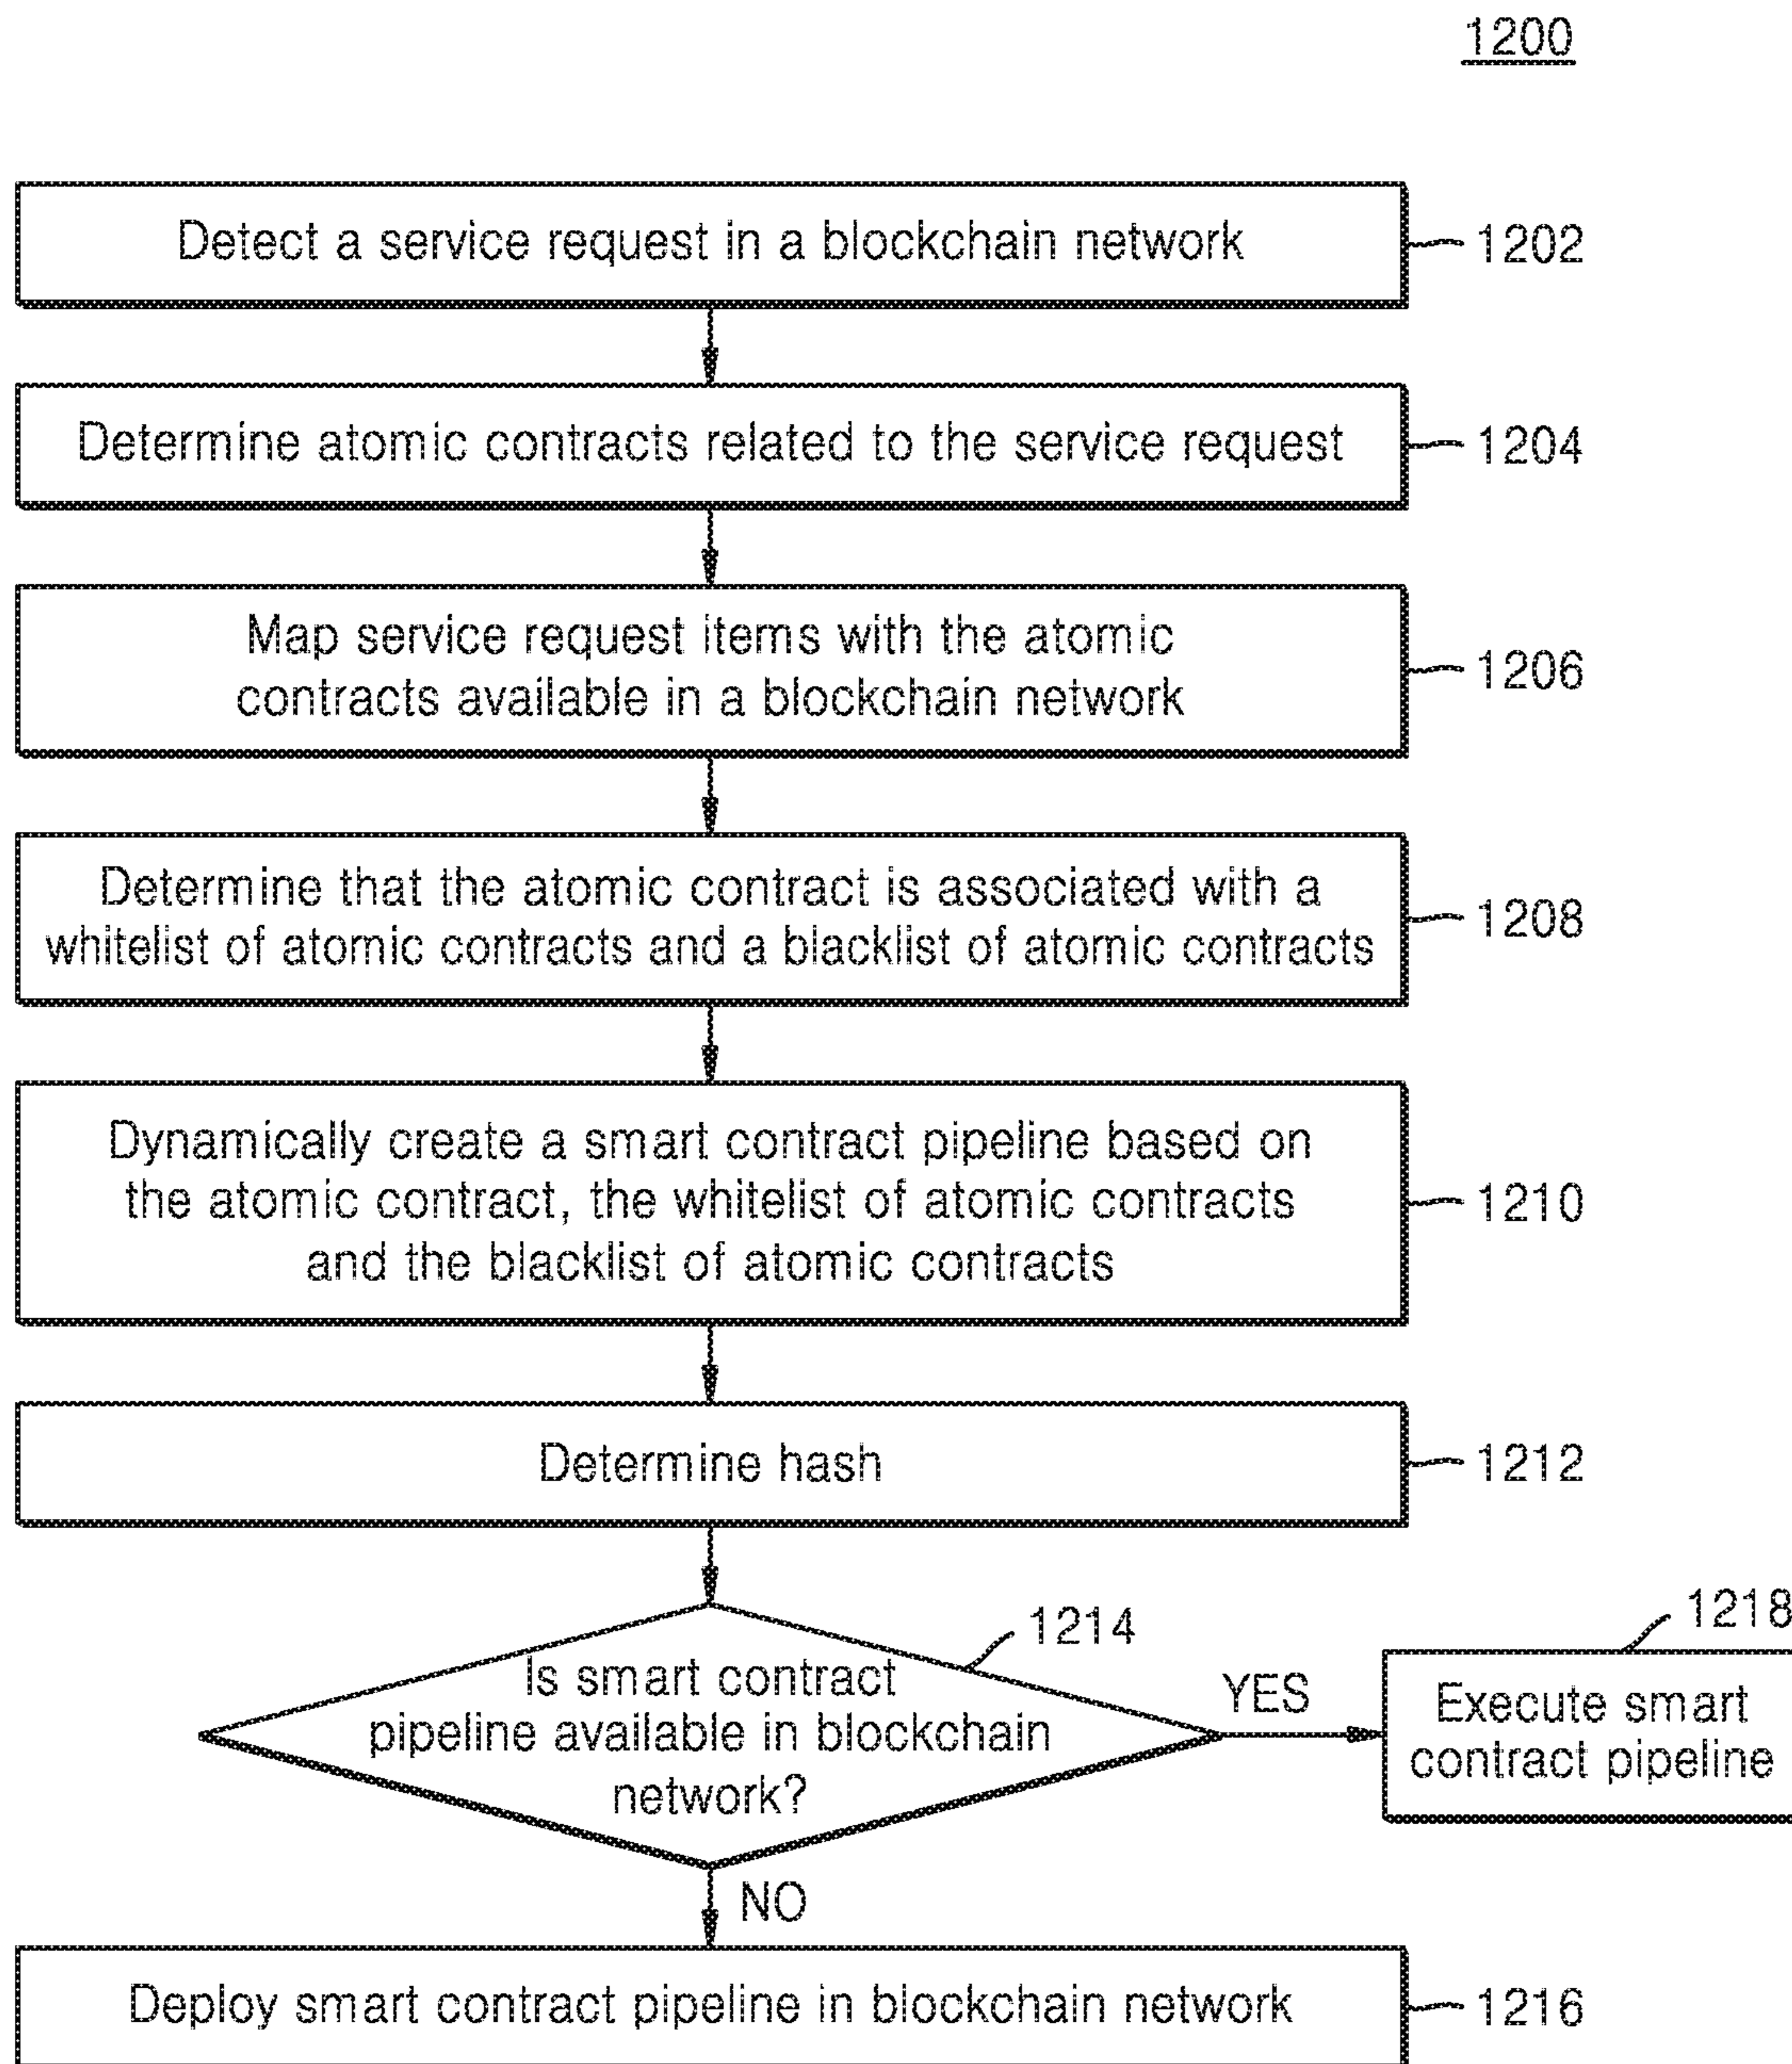 1200
Detect a service request in a blockchain network
1202
Determine atomic contracts related to the service request
1204
Map service request items with the atomic
contracts available in a blockchain network
1206
Determine that the atomic contract is associated with a
whitelist of atomic contracts and a blacklist of atomic contracts
1208
Dynamically create a smart contract pipeline based on
the atomic contract, the whitelist of atomic contracts
and the blacklist of atomic contracts
1210
Determine hash
1212
1214
Is smart contract
pipeline available in blockchain
network?
YES
1218
Execute smart
contract pipeline
NO
Deploy smart contract pipeline in blockchain network
1216